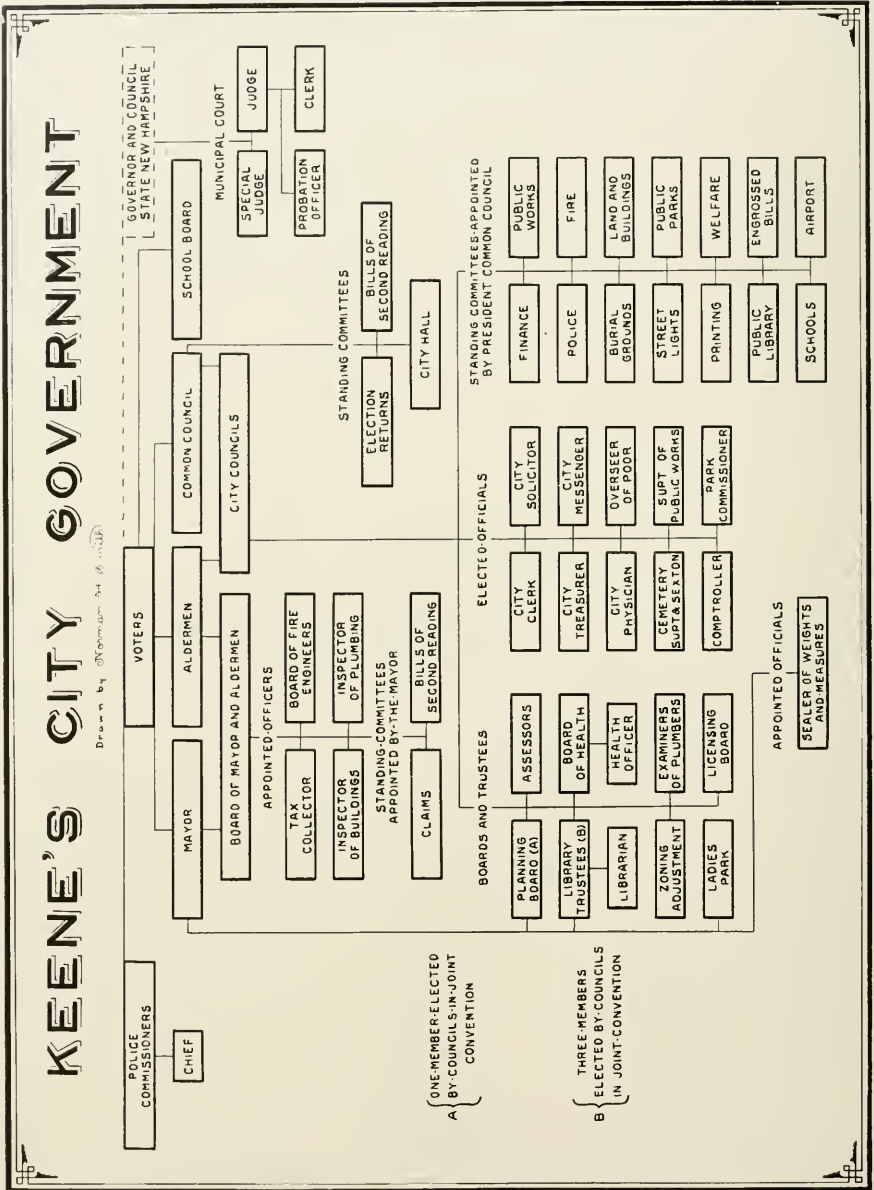 KEENE'S CITY GOVERNMENT
Drawn by Norman
GOVERNOR AND COUNCIL
STATE NEW HAMPSHIRE
POLICE
COMMISSIONERS
CHIEF
VOTERS
MAYOR
ALDERMEN
COMMON COUNCIL
SCHOOL BOARD
BOARD OF MAYOR AND ALDERMEN
CITY COUNCILS
MUNICIPAL COURT
SPECIAL
JUDGE
JUDGE
PROBATION
OFFICER
CLERK
APPOINTED·OFFICERS
TAX
COLLECTOR
BOARD OF FIRE
ENGINEERS
INSPECTOR
OF BUILDINGS
INSPECTOR
OF PLUMBING
STANDING·COMMITTEES
APPOINTED·BY·THE·MAYOR
CLAIMS
BILLS OF
SECOND READING
STANDING COMMITTEES
ELECTION
RETURNS
BILLS OF
SECOND READING
CITY HALL
A { ONE·MEMBER·ELECTED
BY·COUNCILS·IN·JOINT
CONVENTION
B { THREE·MEMBERS
ELECTED BY·COUNCILS
IN JOINT·CONVENTION
BOARDS AND TRUSTEES
PLANNING
BOARD (A)
ASSESSORS
LIBRARY
TRUSTEES (B)
BOARD
OF HEALTH
LIBRARIAN
HEALTH
OFFICER
ZONING
ADJUSTMENT
EXAMINERS
OF PLUMBERS
LADIES
PARK
LICENSING
BOARD
APPOINTED OFFICIALS
SEALER OF WEIGHTS
AND·MEASURES
ELECTED·OFFICIALS
CITY
CLERK
CITY
SOLICITOR
CITY
TREASURER
CITY
MESSENGER
CITY
PHYSICIAN
OVERSEER
OF POOR
CEMETERY
SUPT & SEXTON
SUPT OF
PUBLIC WORKS
COMPTROLLER
PARK
COMMISSIONER
STANDING COMMITTEES·APPOINTED
BY PRESIDENT COMMON COUNCIL
FINANCE
PUBLIC
WORKS
POLICE
FIRE
BURIAL
GROUNDS
LAND AND
BUILDINGS
STREET
LIGHTS
PUBLIC
PARKS
PRINTING
WELFARE
PUBLIC
LIBRARY
ENGROSSED
BILLS
SCHOOLS
AIRPORT